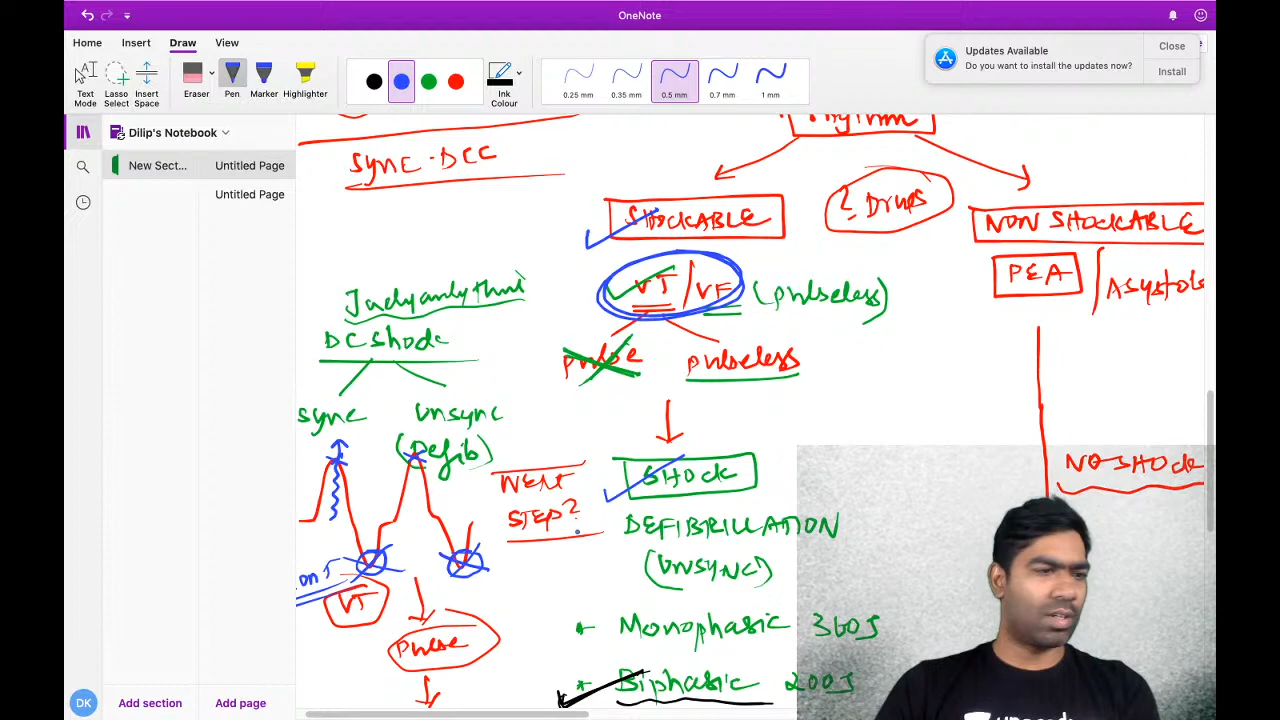 OneNote
Home Insert Draw View
Updates Available
Do you want to install the updates now?
Close
Install
Text Mode
Lasso Select
Insert Space
Eraser
Pen
Marker
Highlighter
Ink Colour
0.25 mm
0.35 mm
0.5 mm
0.7 mm
1 mm
Dilip's Notebook
New Sect...
Untitled Page
Untitled Page
Rhythm
Sync-DCC
SHOCKABLE
? Drugs
NON SHOCKABLE
VT/VF (pulseless)
PEA / Asystole
pulse
pulseless
DC Shock
sync
unsync
(Defib)
NEXT
STEP?
SHOCK
NO SHOCK
DEFIBRILLATION
(UNSYNC)
VT
Pulse
* Monophasic 360J
* Biphasic 200J
DK
Add section
Add page